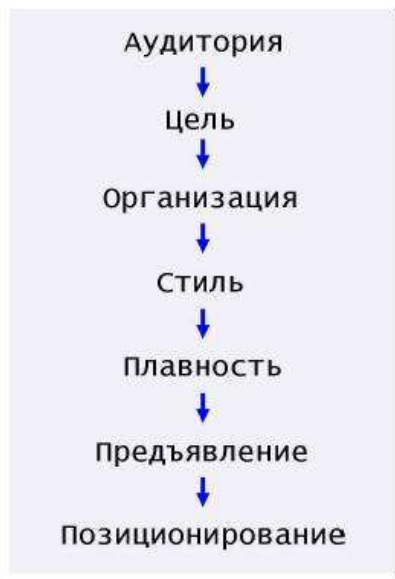 Аудитория
Цель
Организация
Стиль
Плавность
Предъявление
Позиционирование